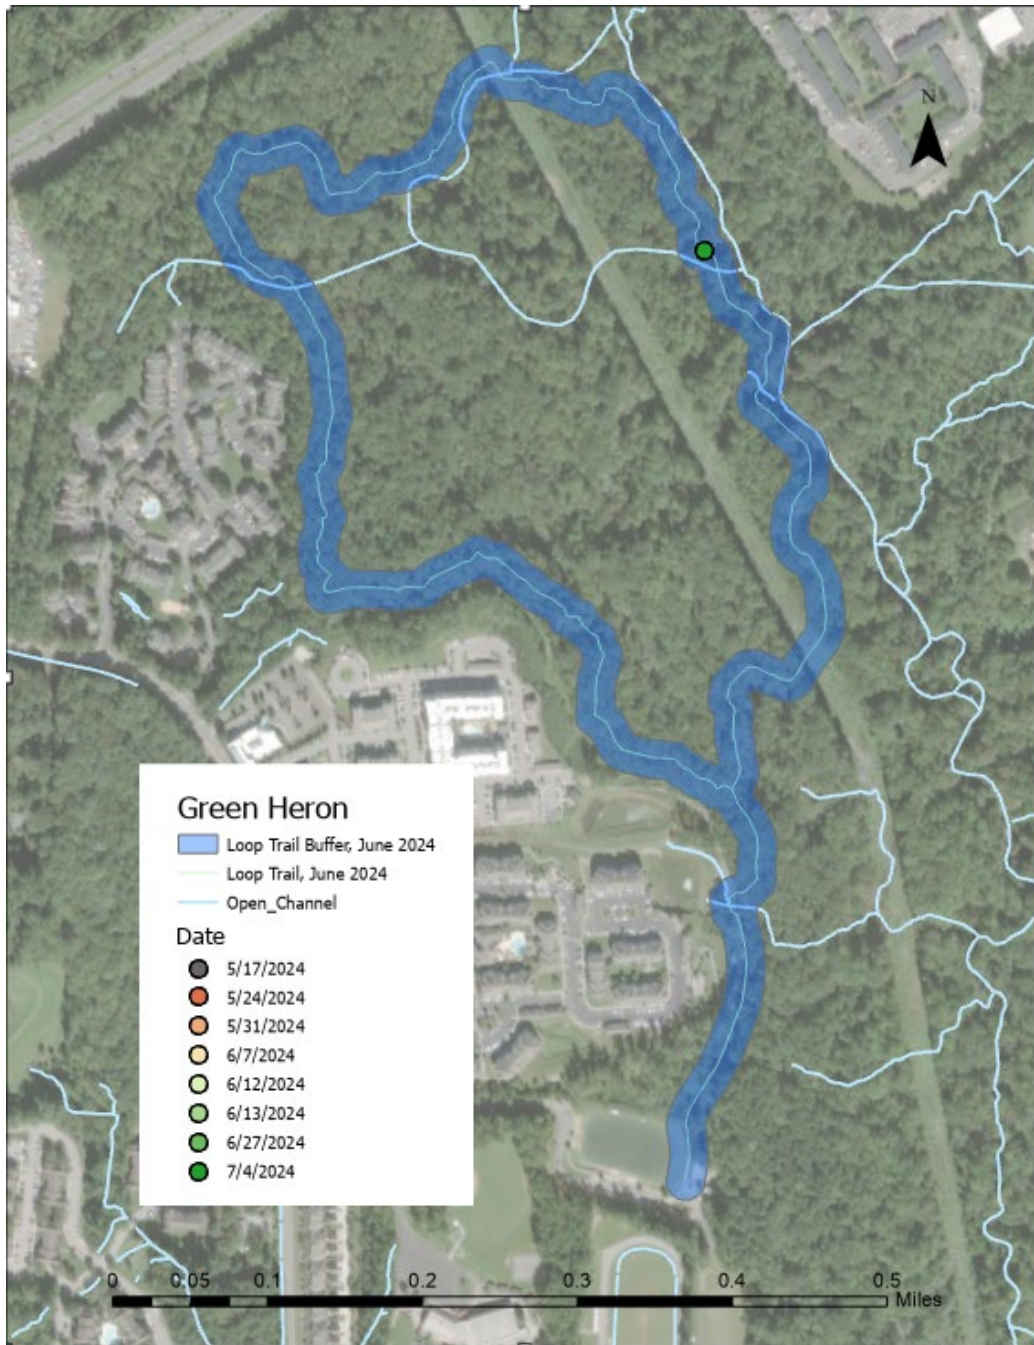 N
Green Heron
Loop Trail Buffer, June 2024
Loop Trail, June 2024
Open_Channel
Date
5/17/2024
5/24/2024
5/31/2024
6/7/2024
6/12/2024
6/13/2024
6/27/2024
7/4/2024
0 0.05 0.1 0.2 0.3 0.4 0.5
Miles